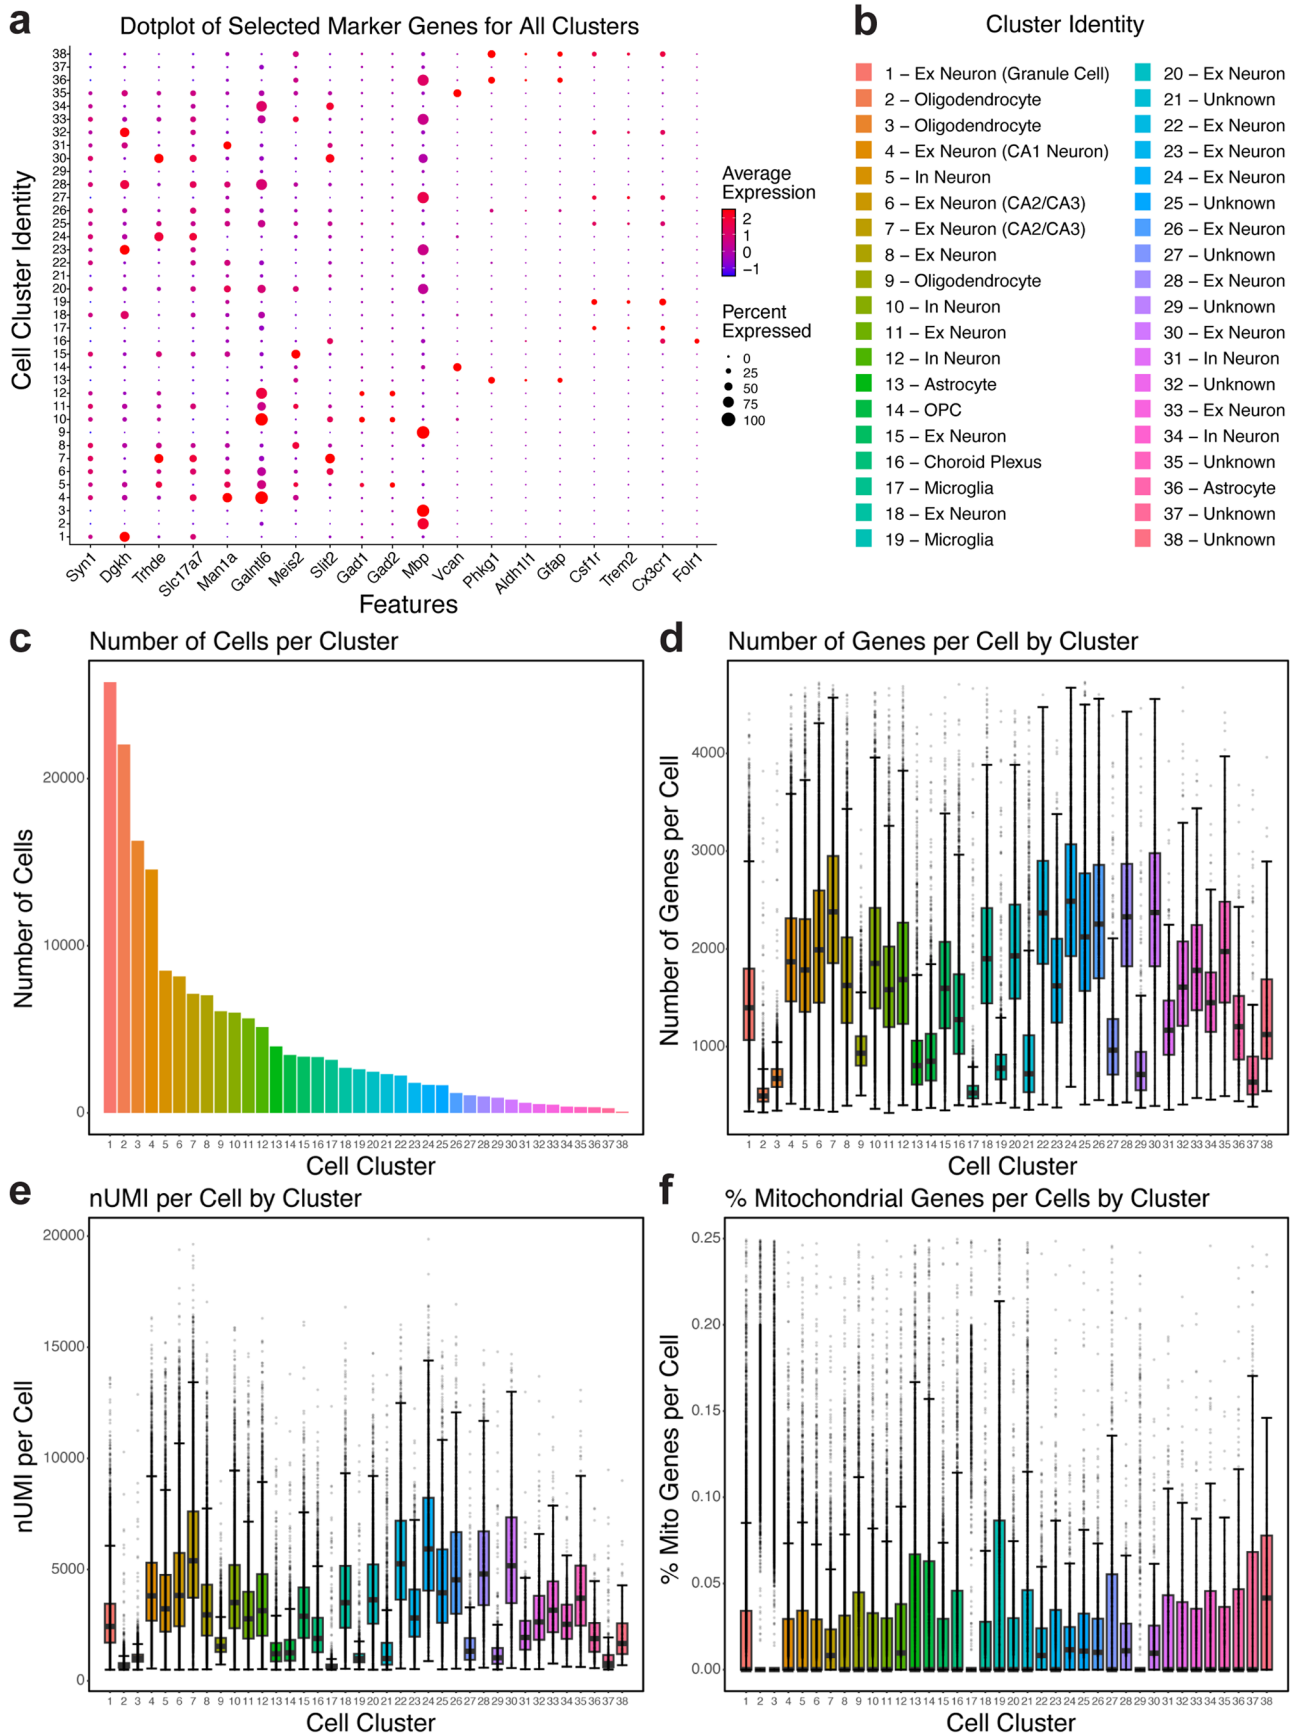 a
Dotplot of Selected Marker Genes for All Clusters
Cell Cluster Identity
38
37
36
35
34
33
32
31
30
29
28
27
26
25
24
23
22
21
20
19
18
17
16
15
14
13
12
11
10
9
8
7
6
5
4
3
2
1
Syn1
Dgkh
Trhde
Slc17a7
Man1a
Galntl6
Meis2
Slit2
Gad1
Gad2
Mbp
Vcan
Phkg1
Aldh1l1
Gfap
Csf1r
Trem2
Cx3cr1
Folr1
Features
Average
Expression
2
1
0
−1
Percent
Expressed
0
25
50
75
100
b
Cluster Identity
1 – Ex Neuron (Granule Cell)
2 – Oligodendrocyte
3 – Oligodendrocyte
4 – Ex Neuron (CA1 Neuron)
5 – In Neuron
6 – Ex Neuron (CA2/CA3)
7 – Ex Neuron (CA2/CA3)
8 – Ex Neuron
9 – Oligodendrocyte
10 – In Neuron
11 – Ex Neuron
12 – In Neuron
13 – Astrocyte
14 – OPC
15 – Ex Neuron
16 – Choroid Plexus
17 – Microglia
18 – Ex Neuron
19 – Microglia
20 – Ex Neuron
21 – Unknown
22 – Ex Neuron
23 – Ex Neuron
24 – Ex Neuron
25 – Unknown
26 – Ex Neuron
27 – Unknown
28 – Ex Neuron
29 – Unknown
30 – Ex Neuron
31 – In Neuron
32 – Unknown
33 – Ex Neuron
34 – In Neuron
35 – Unknown
36 – Astrocyte
37 – Unknown
38 – Unknown
c
Number of Cells per Cluster
Number of Cells
20000
10000
0
1 2 3 4 5 6 7 8 9 10 11 12 13 14 15 16 17 18 19 20 21 22 23 24 25 26 27 28 29 30 31 32 33 34 35 36 37 38
Cell Cluster
d
Number of Genes per Cell by Cluster
Number of Genes per Cell
4000
3000
2000
1000
1 2 3 4 5 6 7 8 9 10 11 12 13 14 15 16 17 18 19 20 21 22 23 24 25 26 27 28 29 30 31 32 33 34 35 36 37 38
Cell Cluster
e
nUMI per Cell by Cluster
nUMI per Cell
20000
15000
10000
5000
0
1 2 3 4 5 6 7 8 9 10 11 12 13 14 15 16 17 18 19 20 21 22 23 24 25 26 27 28 29 30 31 32 33 34 35 36 37 38
Cell Cluster
f
% Mitochondrial Genes per Cells by Cluster
% Mito Genes per Cell
0.25
0.20
0.15
0.10
0.05
0.00
1 2 3 4 5 6 7 8 9 10 11 12 13 14 15 16 17 18 19 20 21 22 23 24 25 26 27 28 29 30 31 32 33 34 35 36 37 38
Cell Cluster